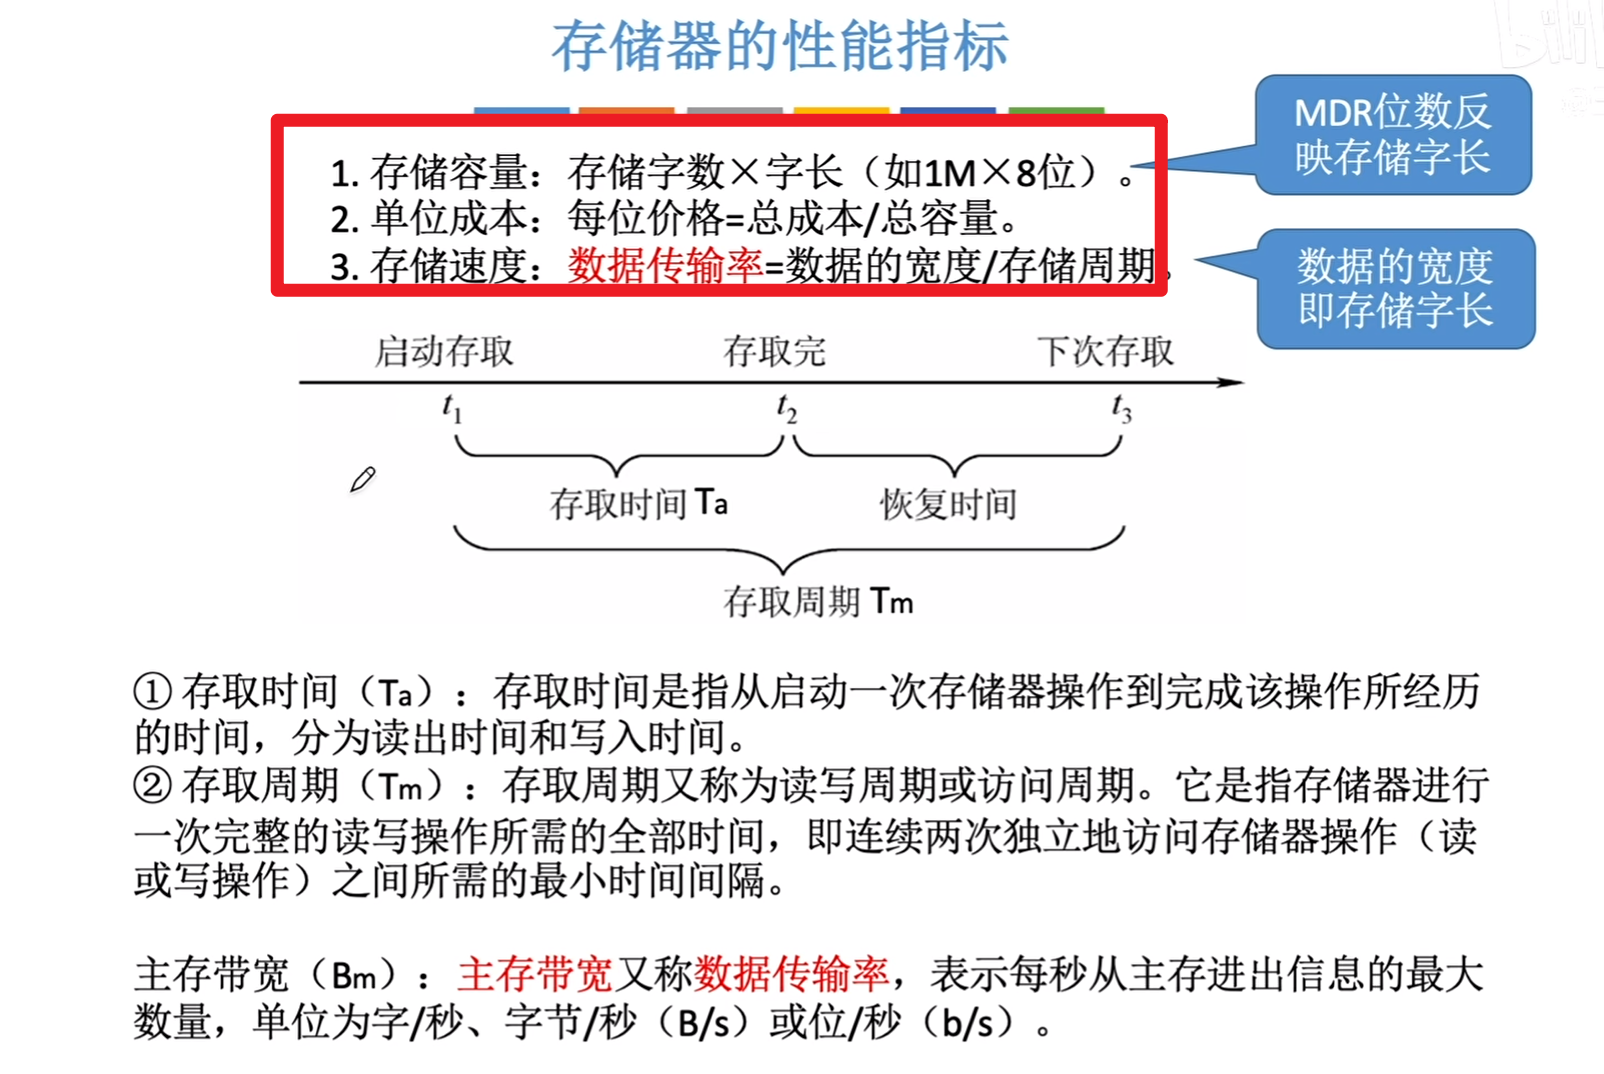 存储器的性能指标
MDR位数反
映存储字长
1. 存储容量：存储字数×字长（如1M×8位）。
2. 单位成本：每位价格=总成本/总容量。
3. 存储速度：数据传输率=数据的宽度/存储周期。
数据的宽度
即存储字长
启动存取 存取完 下次存取
t1 t2 t3
存取时间 Ta 恢复时间
存取周期 Tm
① 存取时间（Ta）：存取时间是指从启动一次存储器操作到完成该操作所经历
的时间，分为读出时间和写入时间。
② 存取周期（Tm）：存取周期又称为读写周期或访问周期。它是指存储器进行
一次完整的读写操作所需的全部时间，即连续两次独立地访问存储器操作（读
或写操作）之间所需的最小时间间隔。
主存带宽（Bm）：主存带宽又称数据传输率，表示每秒从主存进出信息的最大
数量，单位为字/秒、字节/秒（B/s）或位/秒（b/s）。